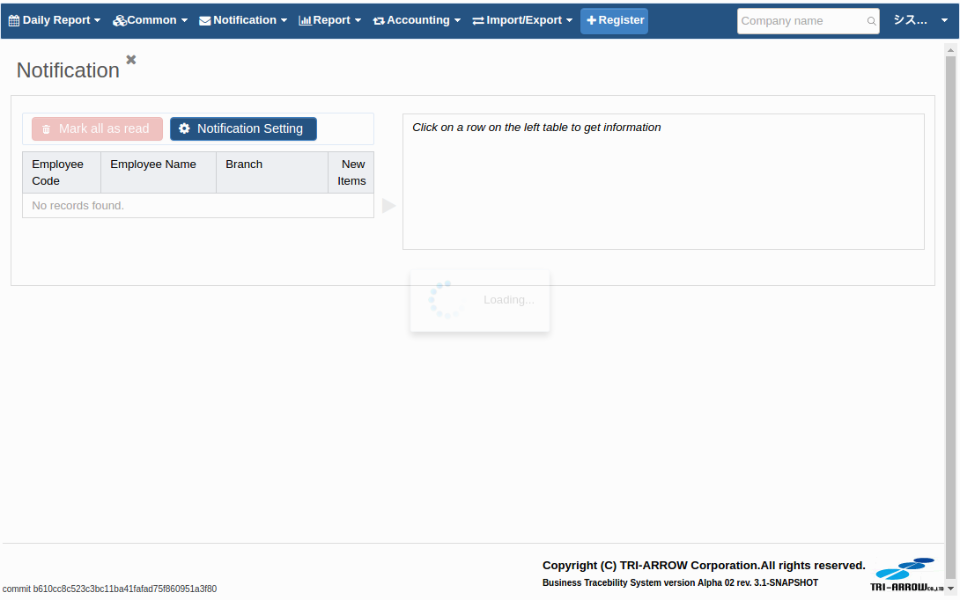 Daily Report Common Notification Report Accounting Import/Export Register Company name シス...
Notification
Mark all as read Notification Setting
Click on a row on the left table to get information
Employee Code Employee Name Branch New Items
No records found.
Loading...
Copyright (C) TRI-ARROW Corporation.All rights reserved.
Business Tracebility System version Alpha 02 rev. 3.1-SNAPSHOT
TRI-ARROW CO.,LTD
commit b610cc8c523c3bc11ba41fafad75f860951a3f80